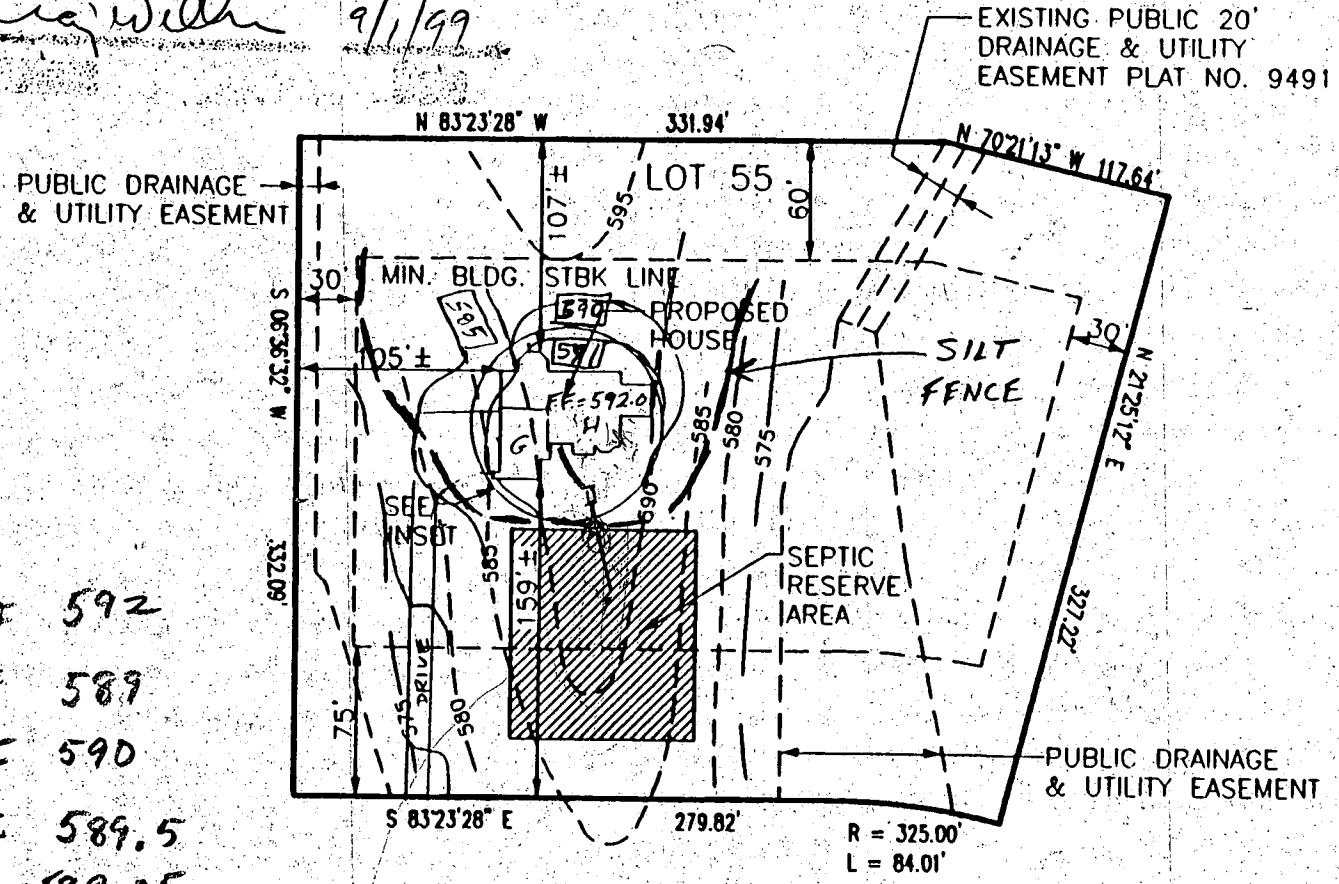 9/1/99
EXISTING PUBLIC 20'
DRAINAGE & UTILITY
EASEMENT PLAT NO. 9491
N 83°23'28" W
331.94'
N 70°21'13" W 117.64'
PUBLIC DRAINAGE
& UTILITY EASEMENT
LOT 55
107'±
595
60'
30'
MIN. BLDG. STBK LINE
S 06°36'32" W
332.09'
585
590
PROPOSED
HOUSE
591
105'±
FF=592.0
H
G
SILT
FENCE
30'
N 21°25'12" E
327.22'
585
580
575
590
SEE
INSET
585
159'±
SEPTIC
RESERVE
AREA
592
589
590
589.5
75'
575
DRIVE
580
PUBLIC DRAINAGE
& UTILITY EASEMENT
S 83°23'28" E
279.82'
R = 325.00'
L = 84.01'